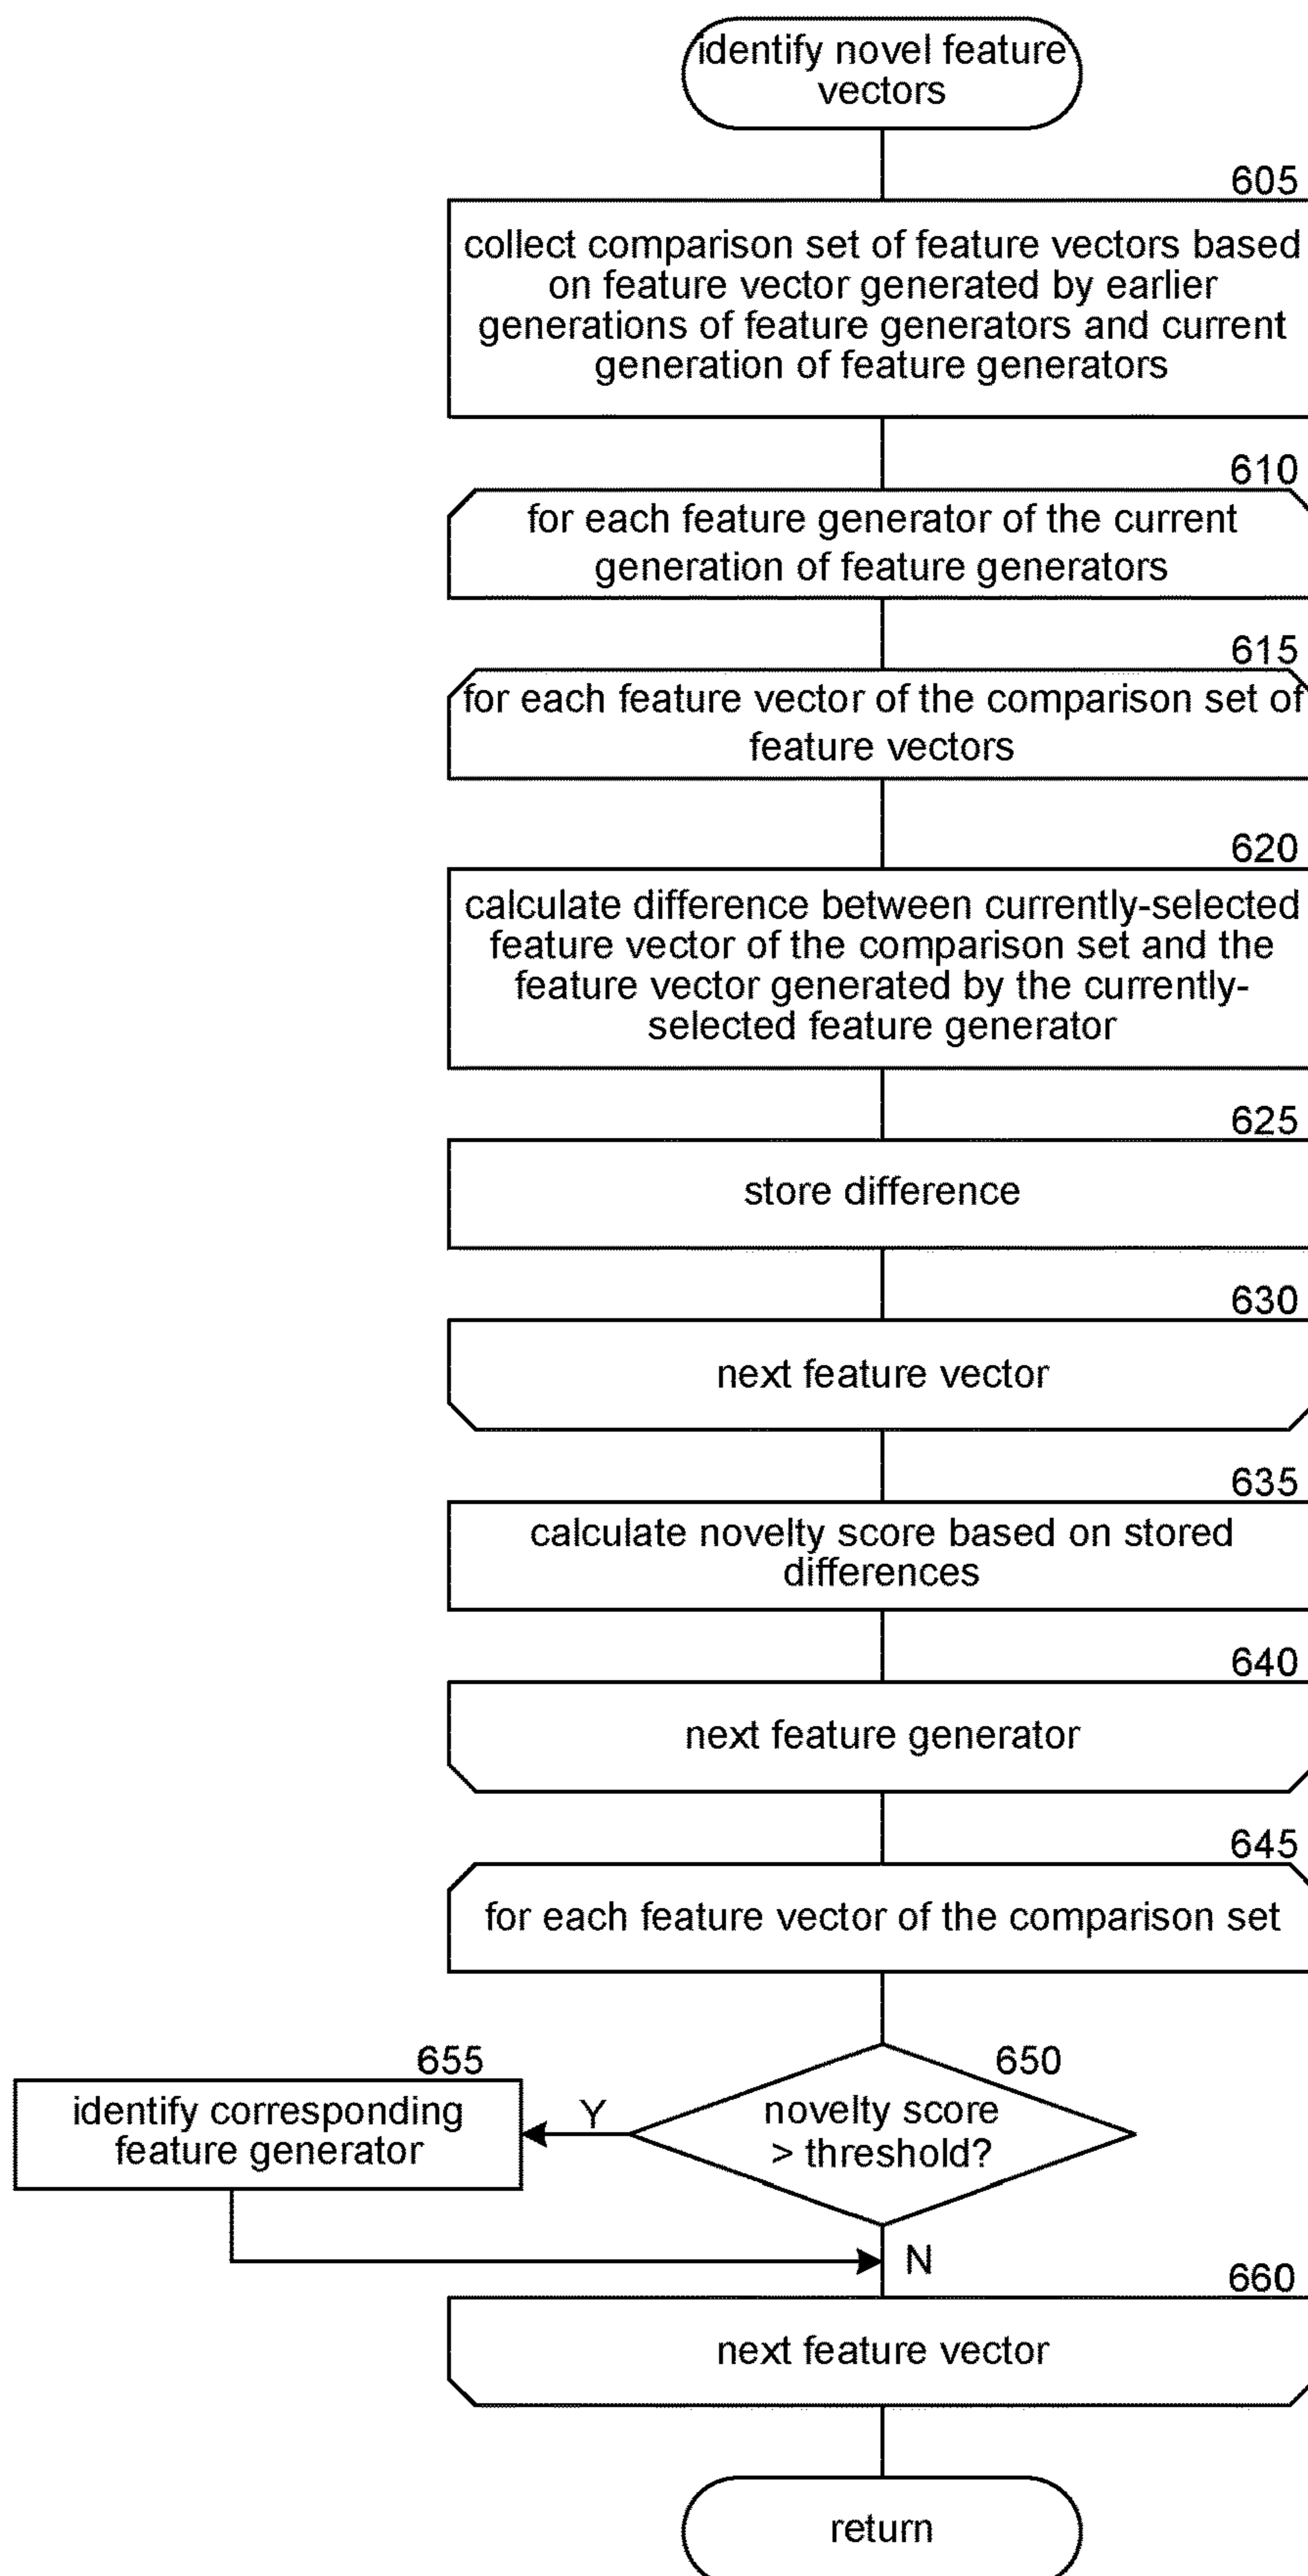 identify novel feature
vectors
605
collect comparison set of feature vectors based
on feature vector generated by earlier
generations of feature generators and current
generation of feature generators
610
for each feature generator of the current
generation of feature generators
615
for each feature vector of the comparison set of
feature vectors
620
calculate difference between currently-selected
feature vector of the comparison set and the
feature vector generated by the currently-
selected feature generator
625
store difference
630
next feature vector
635
calculate novelty score based on stored
differences
640
next feature generator
645
for each feature vector of the comparison set
650
novelty score
> threshold?
Y
655
identify corresponding
feature generator
N
660
next feature vector
return